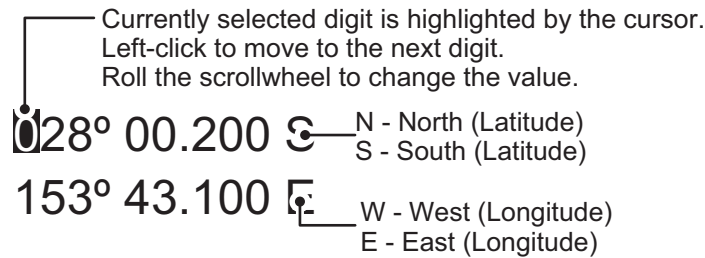 Currently selected digit is highlighted by the cursor.
Left-click to move to the next digit.
Roll the scrollwheel to change the value.
028º 00.200 S
N - North (Latitude)
S - South (Latitude)
153º 43.100 E
W - West (Longitude)
E - East (Longitude)